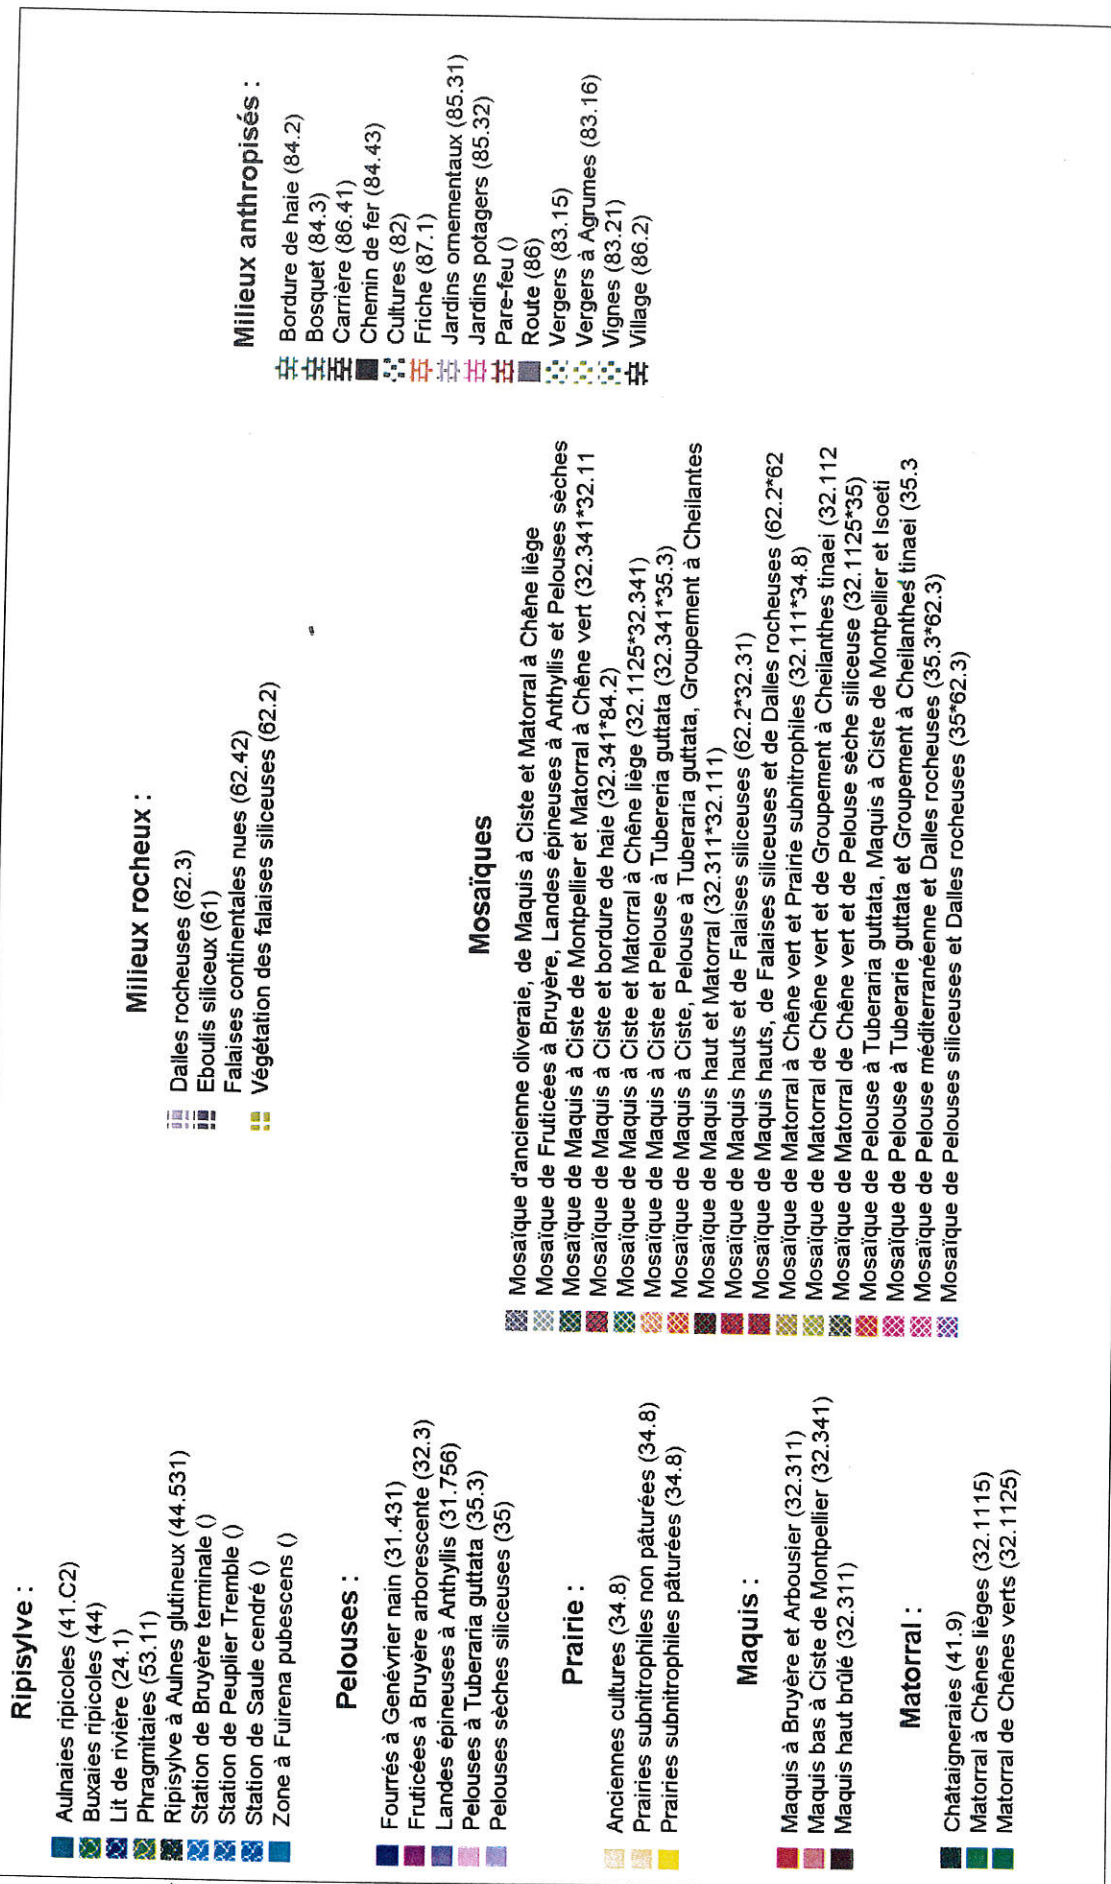 Ripisylve :
Aulnaies ripicoles (41.C2)
Buxaies ripicoles (44)
Lit de rivière (24.1)
Phragmitaies (53.11)
Ripisylve à Aulnes glutineux (44.531)
Station de Bruyère terminale ()
Station de Peuplier Tremble ()
Station de Saule cendré ()
Zone à Fuirena pubescens ()
Pelouses :
Fourrés à Genévrier nain (31.431)
Fruticées à Bruyère arborescente (32.3)
Landes épineuses à Anthyllis (31.756)
Pelouses à Tuberaria guttata (35.3)
Pelouses sèches siliceuses (35)
Prairie :
Anciennes cultures (34.8)
Prairies subnitrophiles non pâturées (34.8)
Prairies subnitrophiles pâturées (34.8)
Maquis :
Maquis à Bruyère et Arbousier (32.311)
Maquis bas à Ciste de Montpellier (32.341)
Maquis haut brûlé (32.311)
Matorral :
Châtaigneraies (41.9)
Matorral à Chênes lièges (32.1115)
Matorral de Chênes verts (32.1125)
Milieux rocheux :
Dalles rocheuses (62.3)
Eboulis siliceux (61)
Falaises continentales nues (62.42)
Végétation des falaises siliceuses (62.2)
Mosaïques
Mosaïque d'ancienne oliveraie, de Maquis à Ciste et Matorral à Chêne liège
Mosaïque de Fruticées à Bruyère, Landes épineuses à Anthyllis et Pelouses sèches
Mosaïque de Maquis à Ciste de Montpellier et Matorral à Chêne vert (32.341*32.11
Mosaïque de Maquis à Ciste et bordure de haie (32.341*84.2)
Mosaïque de Maquis à Ciste et Matorral à Chêne liège (32.1125*32.341)
Mosaïque de Maquis à Ciste et Pelouse à Tubereria guttata (32.341*35.3)
Mosaïque de Maquis à Ciste, Pelouse à Tuberaria guttata, Groupement à Cheilantes
Mosaïque de Maquis haut et Matorral (32.311*32.111)
Mosaïque de Maquis hauts et de Falaises siliceuses (62.2*32.31)
Mosaïque de Maquis hauts, de Falaises siliceuses et de Dalles rocheuses (62.2*62
Mosaïque de Matorral à Chêne vert et Prairie subnitrophiles (32.111*34.8)
Mosaïque de Matorral de Chêne vert et de Groupement à Cheilanthes tinaei (32.112
Mosaïque de Matorral de Chêne vert et de Pelouse sèche siliceuse (32.1125*35)
Mosaïque de Pelouse à Tuberaria guttata, Maquis à Ciste de Montpellier et Isoeti
Mosaïque de Pelouse à Tuberarie guttata et Groupement à Cheilanthes tinaei (35.3
Mosaïque de Pelouse méditerranéenne et Dalles rocheuses (35.3*62.3)
Mosaïque de Pelouses siliceuses et Dalles rocheuses (35*62.3)
Milieux anthropisés :
Bordure de haie (84.2)
Bosquet (84.3)
Carrière (86.41)
Chemin de fer (84.43)
Cultures (82)
Friche (87.1)
Jardins ornementaux (85.31)
Jardins potagers (85.32)
Pare-feu ()
Route (86)
Vergers (83.15)
Vergers à Agrumes (83.16)
Vignes (83.21)
Village (86.2)